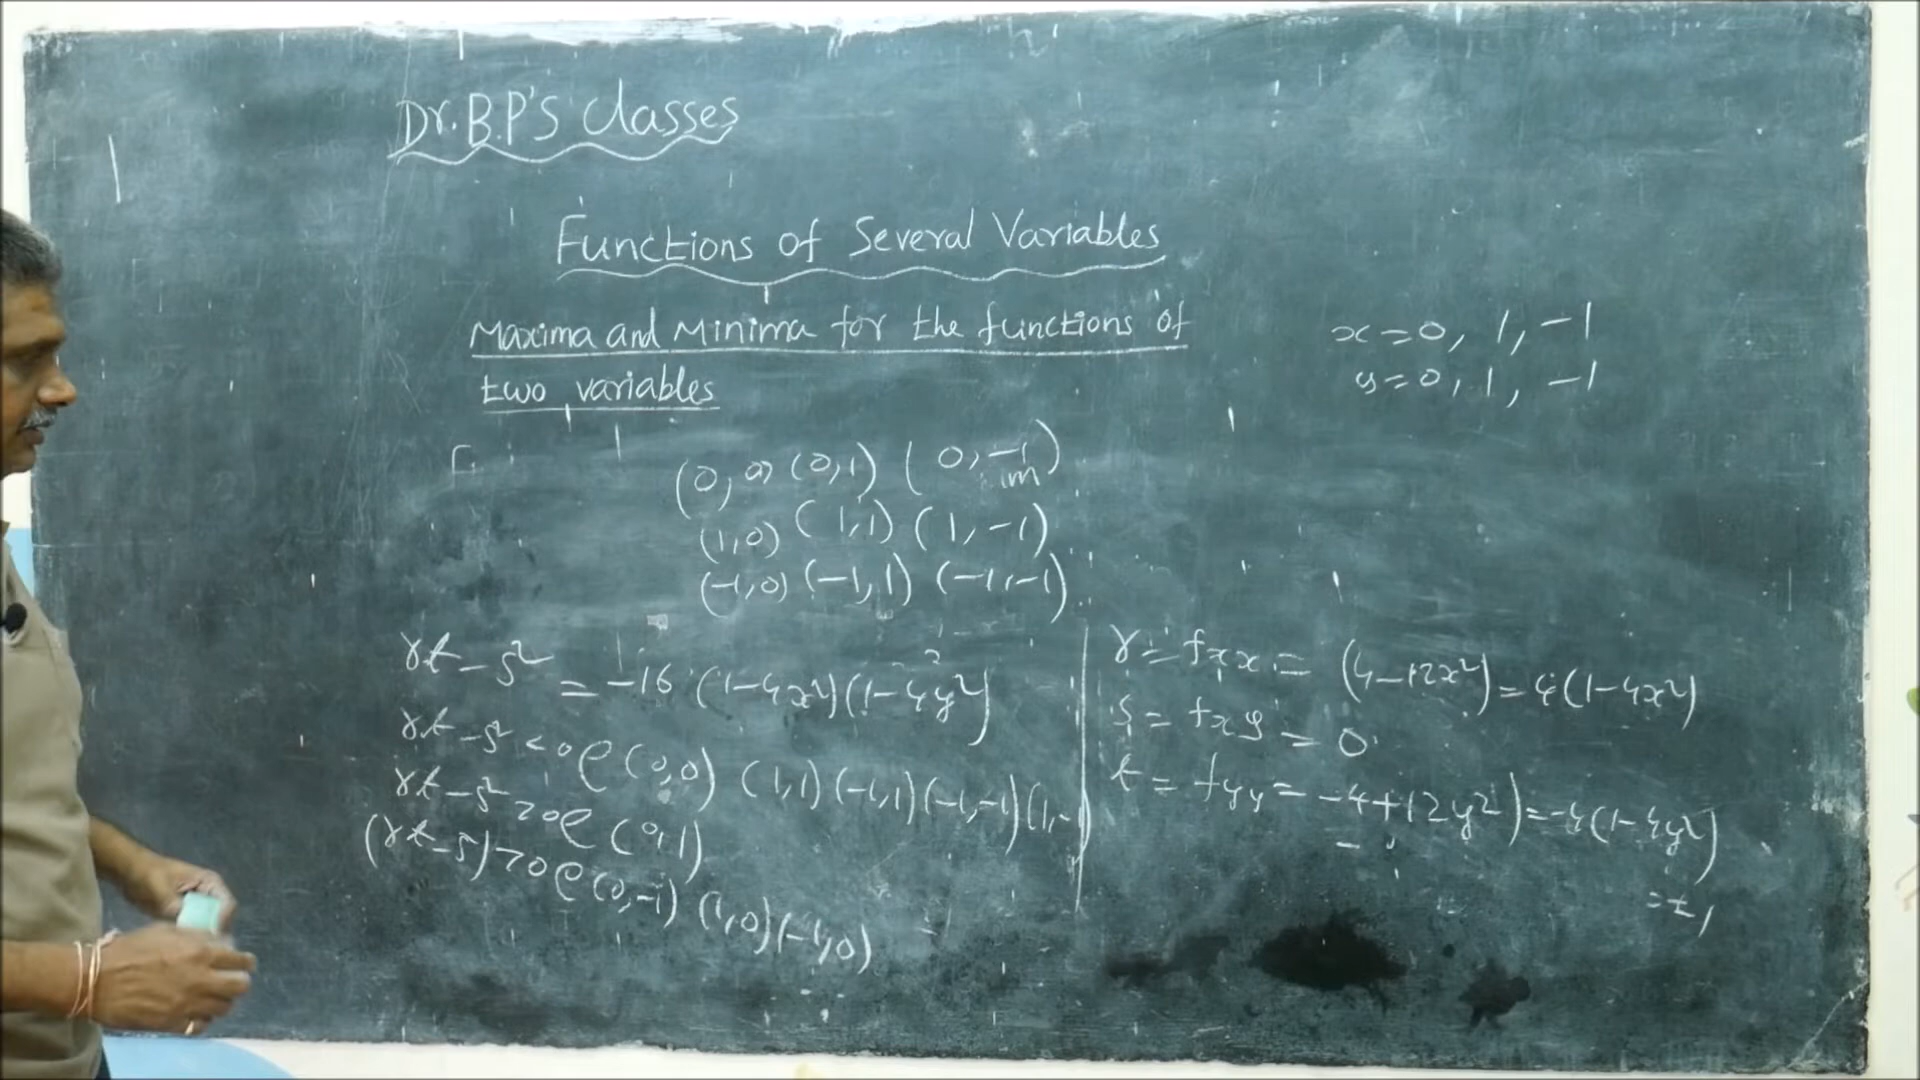 Dr. B.P'S Classes
Functions of Several Variables
Maxima and Minima for the functions of
two variables
x = 0, 1, -1
y = 0, 1, -1
(0, 0) (0,1) (0, -1)
(1,0) (1,1) (1, -1)
(-1,0) (-1,1) (-1,-1)
rt - s² = -16 (1-4x²)(1-4y²)
rt - s² < 0 @ (0,0) (1,1) (-1,1) (-1,-1) (1,-1)
rt - s² > 0 @ (0,1)
(rt - s) > 0 @ (0,-1) (1,0) (-1,0)
r = fxx = (4-12x²) = 4(1-4x²)
s = fxy = 0
t = fyy = -4+12y²) = -4(1-4y²)
= t,